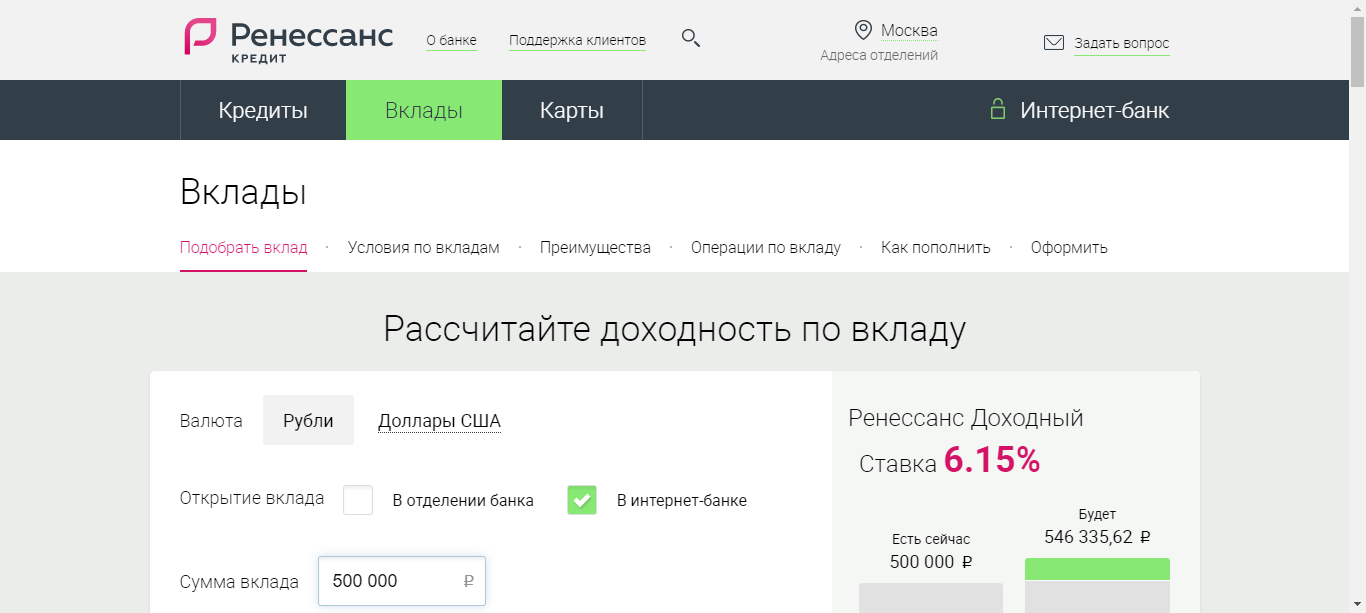 Ренессанс
КРЕДИТ
О банке
Поддержка клиентов
Москва
Адреса отделений
Задать вопрос
Кредиты
Вклады
Карты
Интернет-банк
Вклады
Подобрать вклад · Условия по вкладам · Преимущества · Операции по вкладу · Как пополнить · Оформить
Рассчитайте доходность по вкладу
Валюта Рубли Доллары США
Открытие вклада В отделении банка В интернет-банке
Сумма вклада 500 000 ₽
Ренессанс Доходный
Ставка 6.15%
Есть сейчас
500 000 ₽
Будет
546 335,62 ₽